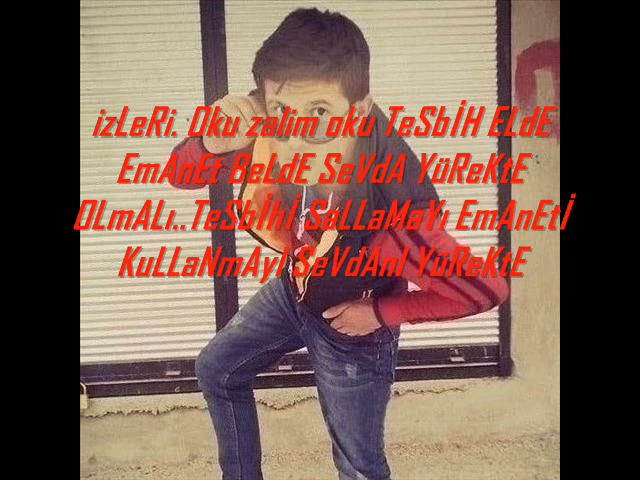 izLeRi. Oku zalim oku TeSbİH ELdE
EmAnEt BeLdE SeVdA YüReKtE
OLmALı..TeSbİhİ SaLLaMaYı EmAnEtİ
KuLLaNmAyI SeVdAnI YüReKtE